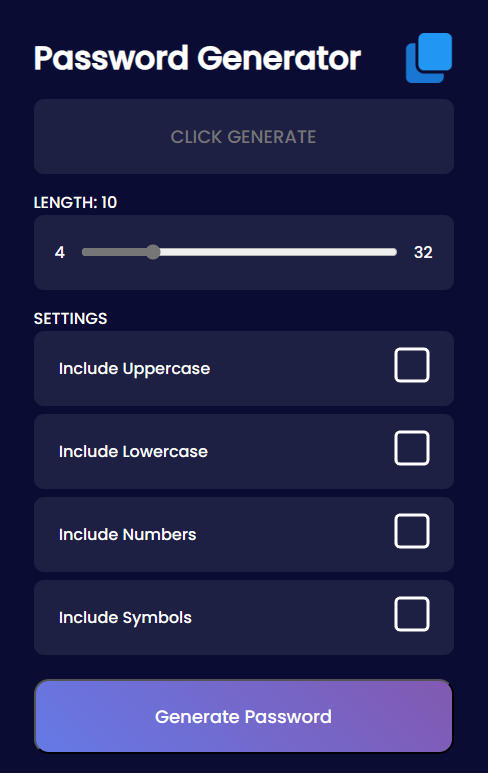 Password Generator
CLICK GENERATE
LENGTH: 10
4 32
SETTINGS
Include Uppercase
Include Lowercase
Include Numbers
Include Symbols
Generate Password